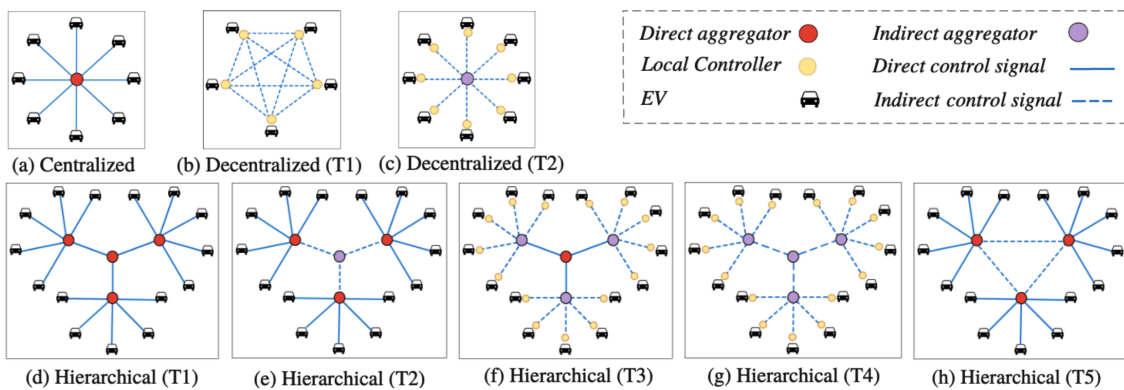 Direct aggregator
Indirect aggregator
Local Controller
Direct control signal
EV
Indirect control signal
(a) Centralized
(b) Decentralized (T1)
(c) Decentralized (T2)
(d) Hierarchical (T1)
(e) Hierarchical (T2)
(f) Hierarchical (T3)
(g) Hierarchical (T4)
(h) Hierarchical (T5)